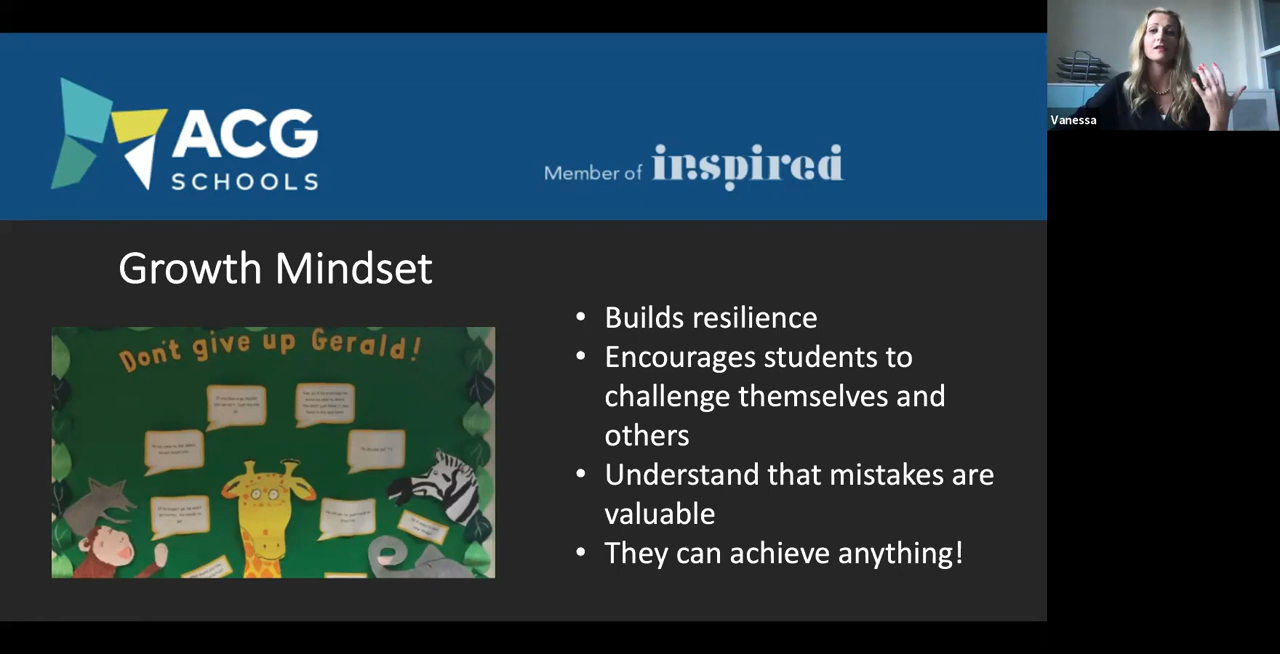 ACG
SCHOOLS
Member of inspired
Vanessa
Growth Mindset
Don't give up Gerald!
• Builds resilience
• Encourages students to
challenge themselves and
others
• Understand that mistakes are
valuable
• They can achieve anything!